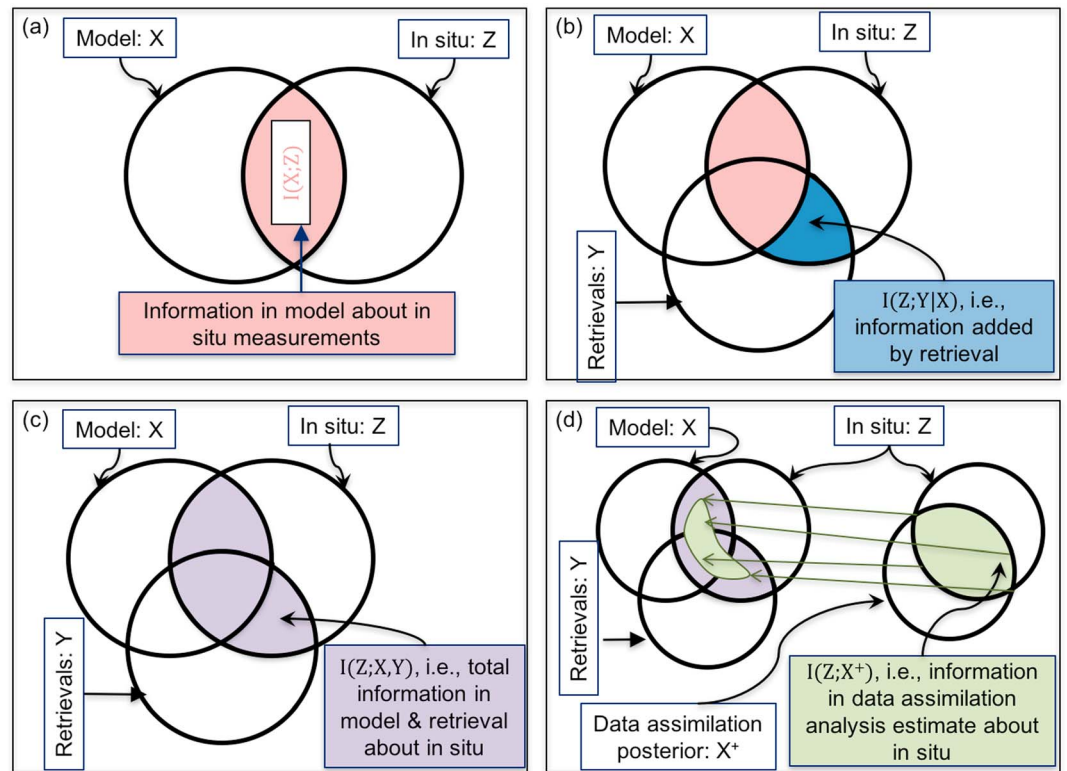 (a)
Model: X
In situ: Z
I(X;Z)
Information in model about in
situ measurements
(b)
Model: X
In situ: Z
Retrievals: Y
I(Z;Y|X), i.e.,
information added
by retrieval
(c)
Model: X
In situ: Z
Retrievals: Y
I(Z;X,Y), i.e., total
information in
model & retrieval
about in situ
(d)
Model: X
In situ: Z
Retrievals: Y
Data assimilation
posterior: X⁺
I(Z;X⁺), i.e., information
in data assimilation
analysis estimate about
in situ